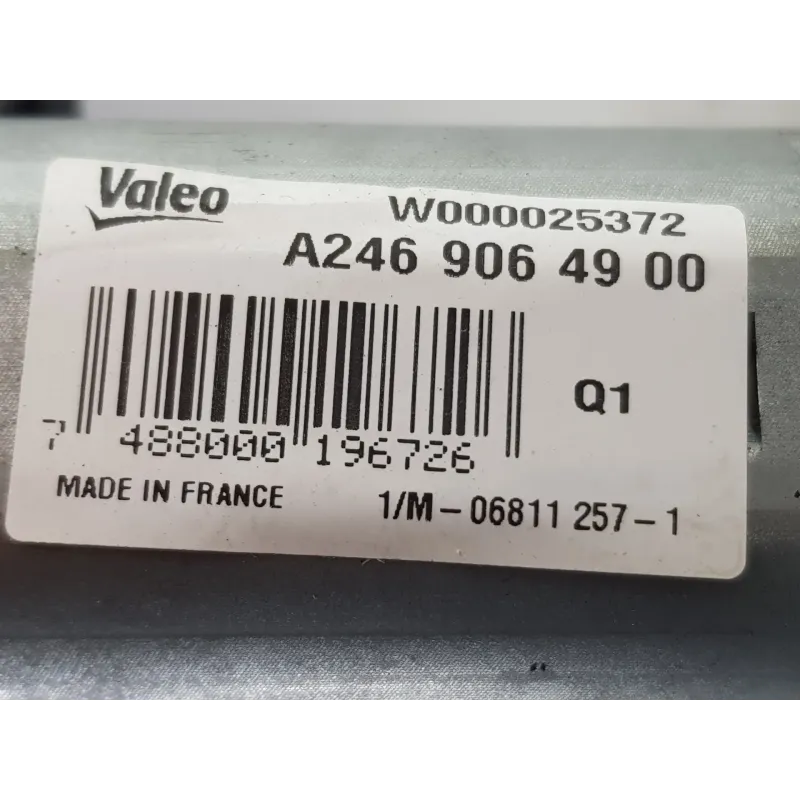 Valeo
W000025372
A246 906 49 00
Q1
7 488000 196726
MADE IN FRANCE
1/M-06811 257-1